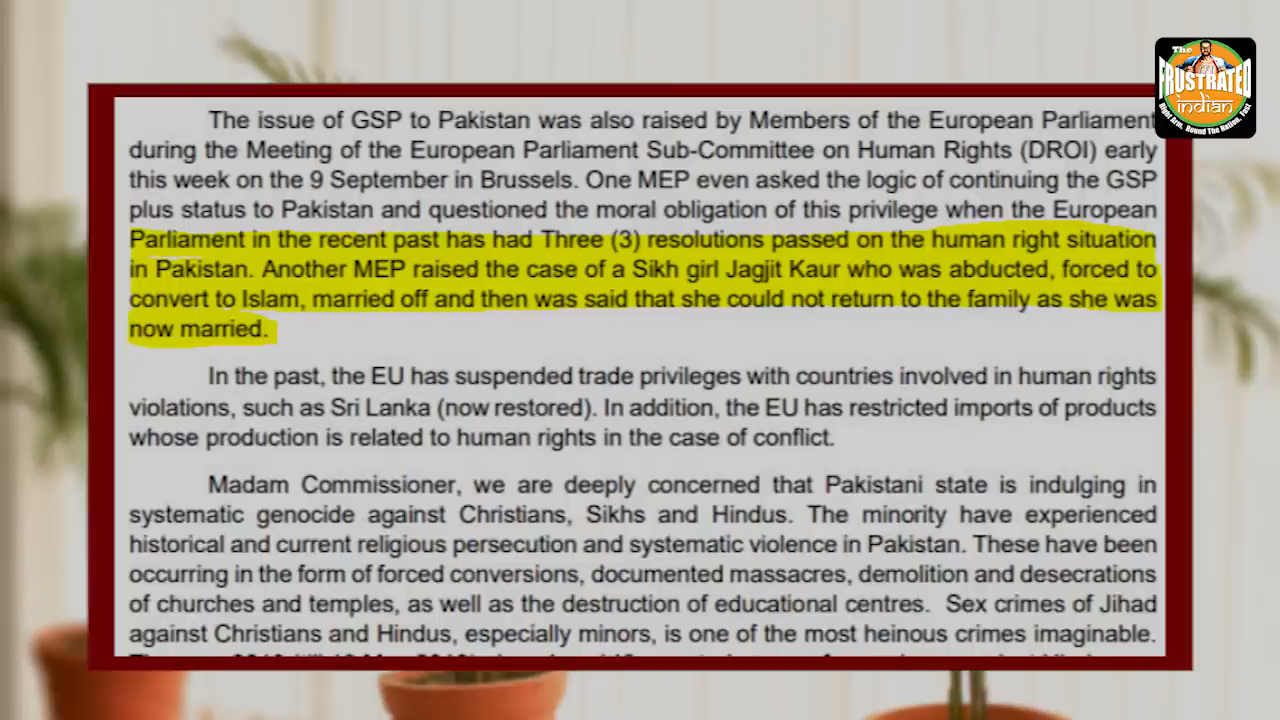 The
FRUSTRATED
indian
Right Arm. Round The Nation. Test
The issue of GSP to Pakistan was also raised by Members of the European Parliament
during the Meeting of the European Parliament Sub-Committee on Human Rights (DROI) early
this week on the 9 September in Brussels. One MEP even asked the logic of continuing the GSP
plus status to Pakistan and questioned the moral obligation of this privilege when the European
Parliament in the recent past has had Three (3) resolutions passed on the human right situation
in Pakistan. Another MEP raised the case of a Sikh girl Jagjit Kaur who was abducted, forced to
convert to Islam, married off and then was said that she could not return to the family as she was
now married.
In the past, the EU has suspended trade privileges with countries involved in human rights
violations, such as Sri Lanka (now restored). In addition, the EU has restricted imports of products
whose production is related to human rights in the case of conflict.
Madam Commissioner, we are deeply concerned that Pakistani state is indulging in
systematic genocide against Christians, Sikhs and Hindus. The minority have experienced
historical and current religious persecution and systematic violence in Pakistan. These have been
occurring in the form of forced conversions, documented massacres, demolition and desecrations
of churches and temples, as well as the destruction of educational centres. Sex crimes of Jihad
against Christians and Hindus, especially minors, is one of the most heinous crimes imaginable.